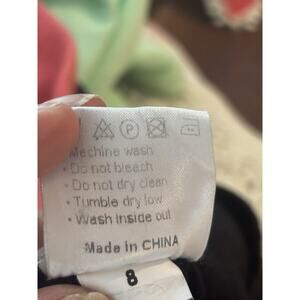 P
Machine wash
• Do not bleach
• Do not dry clean
• Tumble dry low
• Wash inside out
Made in CHINA
8